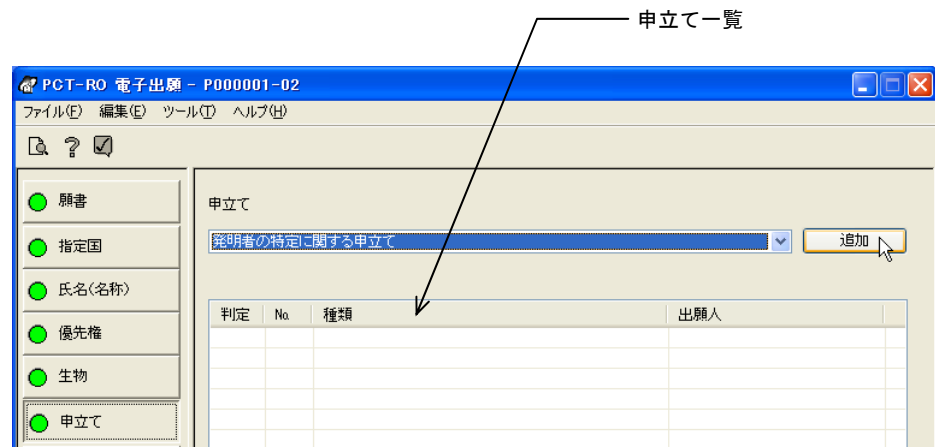 申立て一覧
PCT-RO 電子出願 - P000001-02
ファイル(F) 編集(E) ツール(T) ヘルプ(H)
願書
指定国
氏名(名称)
優先権
生物
申立て
申立て
発明者の特定に関する申立て
追加
判定 No. 種類 出願人